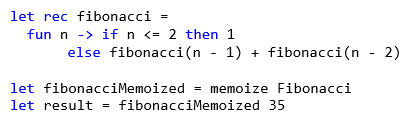 let rec fibonacci =
  fun n -> if n <= 2 then 1
       else fibonacci(n - 1) + fibonacci(n - 2)

let fibonacciMemoized = memoize Fibonacci
let result = fibonacciMemoized 35